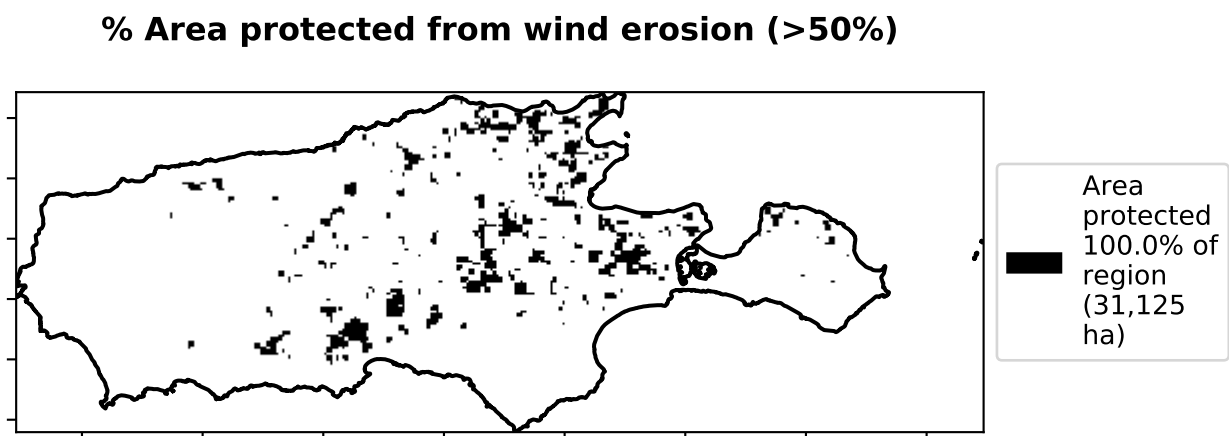 % Area protected from wind erosion (>50%)
Area
protected
100.0% of
region
(31,125
ha)